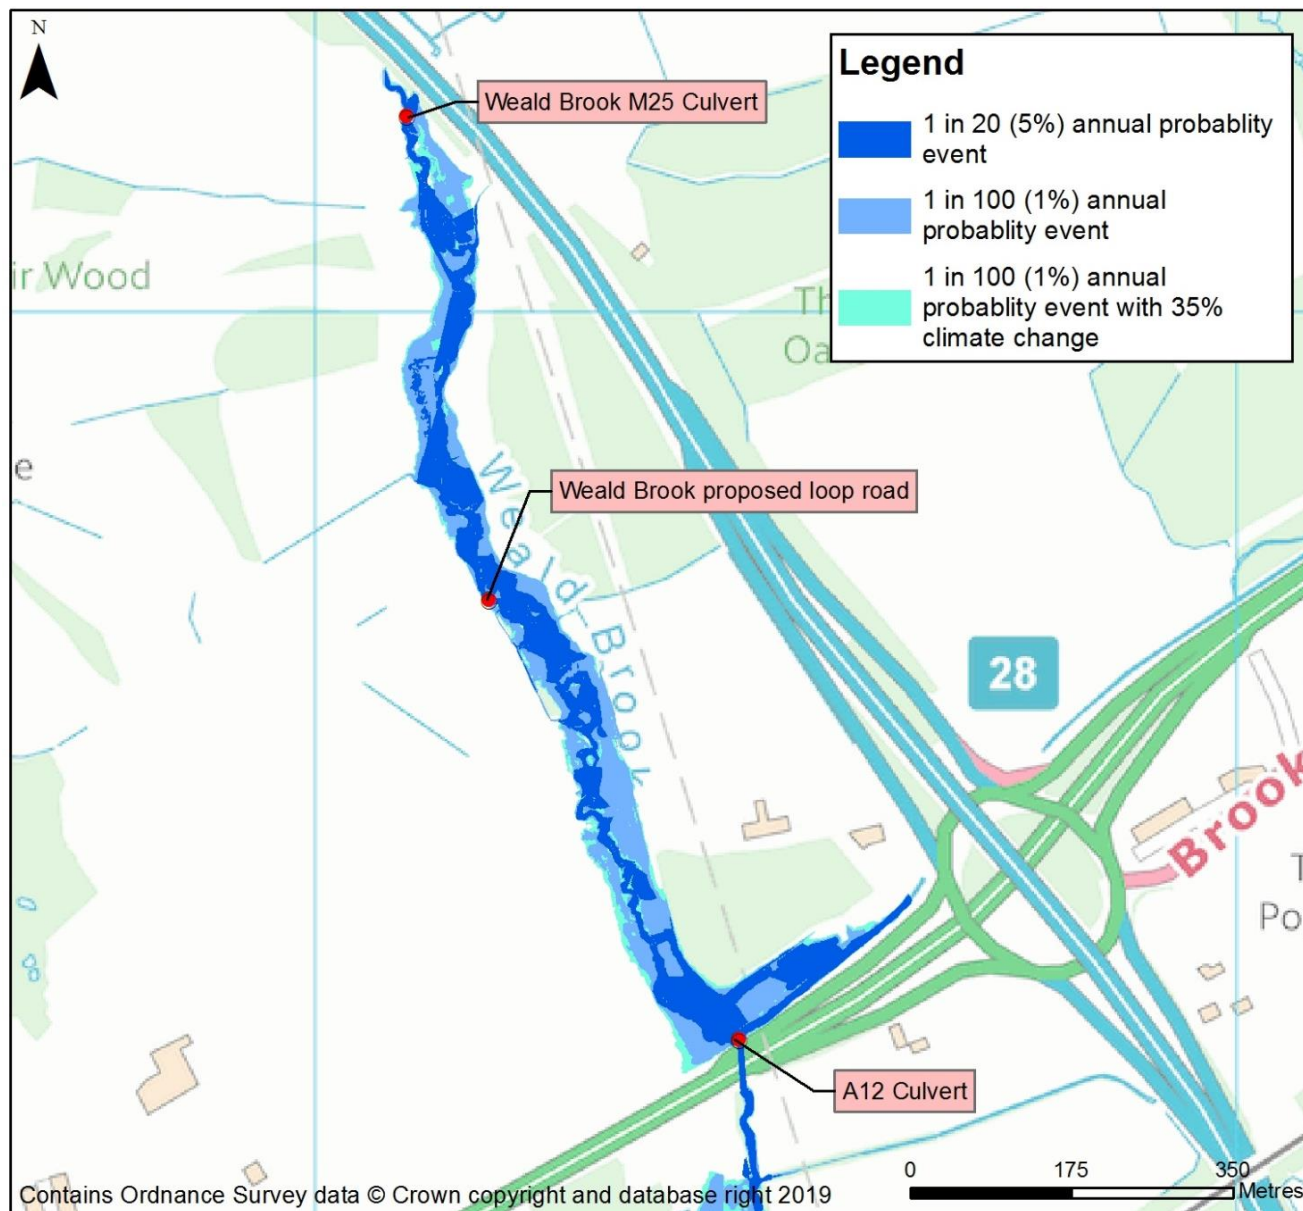 N
Weald Brook M25 Culvert
Legend
1 in 20 (5%) annual probablity
event
1 in 100 (1%) annual
probablity event
1 in 100 (1%) annual
probablity event with 35%
climate change
ir Wood
Th
Oa
e
Weald Brook proposed loop road
Weald Brook
28
Brook
T
Po
A12 Culvert
0 175 350
Metres
Contains Ordnance Survey data © Crown copyright and database right 2019